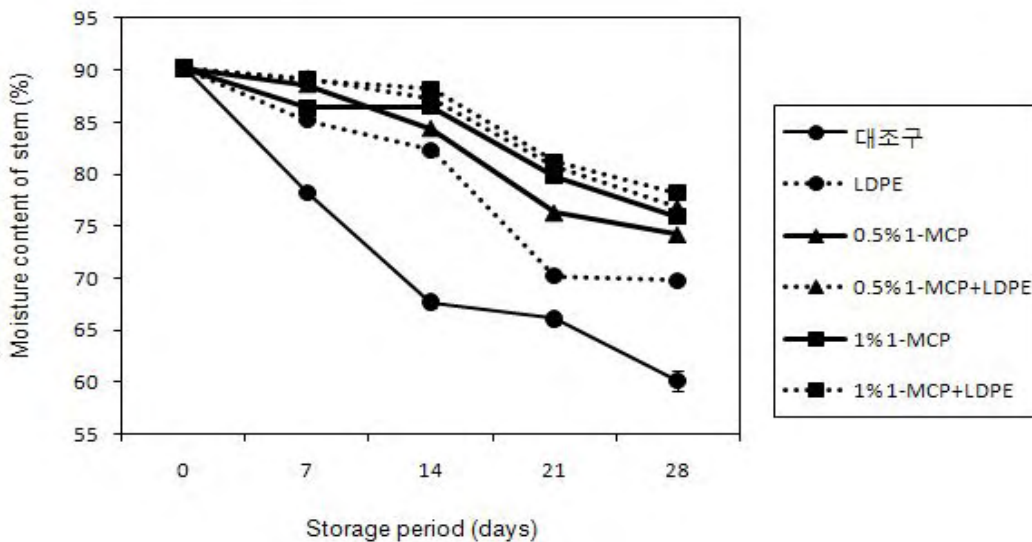 95
90
85
80
75
70
65
60
55
Moisture content of stem (%)
0 7 14 21 28
Storage period (days)
대조구
LDPE
0.5%1-MCP
0.5%1-MCP+LDPE
1%1-MCP
1%1-MCP+LDPE